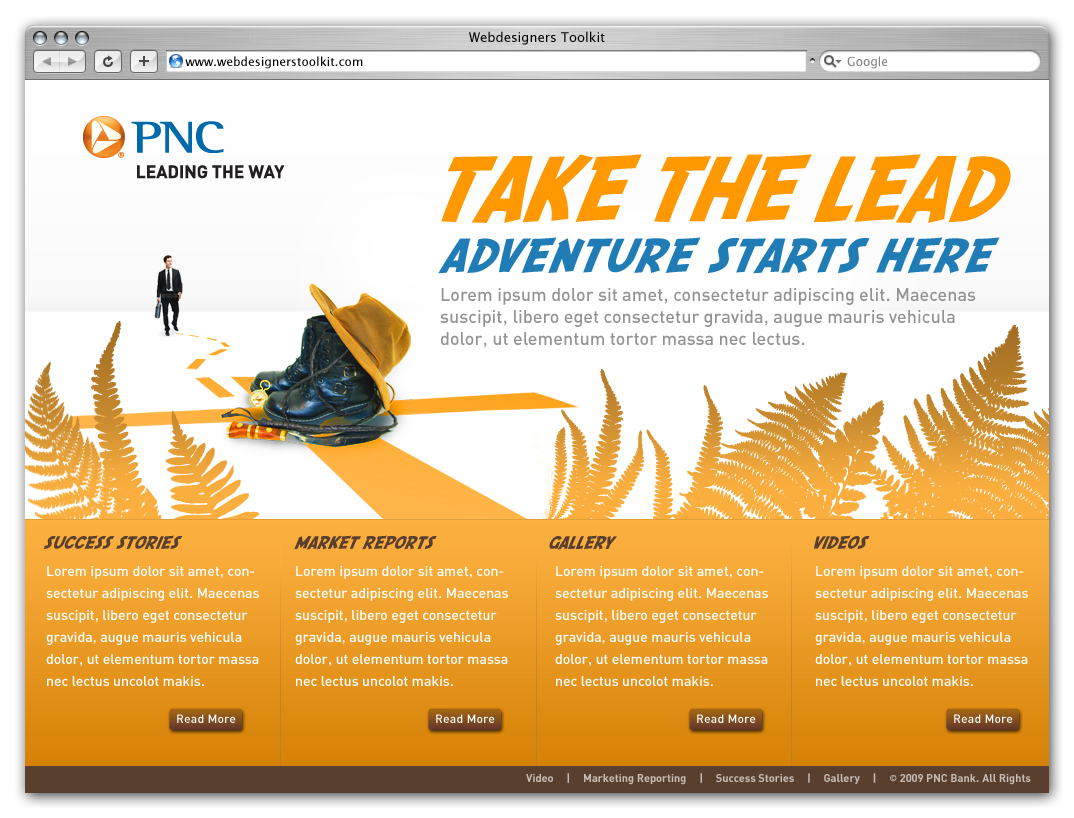 Webdesigners Toolkit
www.webdesignerstoolkit.com
Google
PNC
LEADING THE WAY
TAKE THE LEAD
ADVENTURE STARTS HERE
Lorem ipsum dolor sit amet, consectetur adipiscing elit. Maecenas
suscipit, libero eget consectetur gravida, augue mauris vehicula
dolor, ut elementum tortor massa nec lectus.
SUCCESS STORIES
Lorem ipsum dolor sit amet, con-
sectetur adipiscing elit. Maecenas
suscipit, libero eget consectetur
gravida, augue mauris vehicula
dolor, ut elementum tortor massa
nec lectus uncolot makis.
Read More
MARKET REPORTS
Lorem ipsum dolor sit amet, con-
sectetur adipiscing elit. Maecenas
suscipit, libero eget consectetur
gravida, augue mauris vehicula
dolor, ut elementum tortor massa
nec lectus uncolot makis.
Read More
GALLERY
Lorem ipsum dolor sit amet, con-
sectetur adipiscing elit. Maecenas
suscipit, libero eget consectetur
gravida, augue mauris vehicula
dolor, ut elementum tortor massa
nec lectus uncolot makis.
Read More
VIDEOS
Lorem ipsum dolor sit amet, con-
sectetur adipiscing elit. Maecenas
suscipit, libero eget consectetur
gravida, augue mauris vehicula
dolor, ut elementum tortor massa
nec lectus uncolot makis.
Read More
Video | Marketing Reporting | Success Stories | Gallery | © 2009 PNC Bank. All Rights